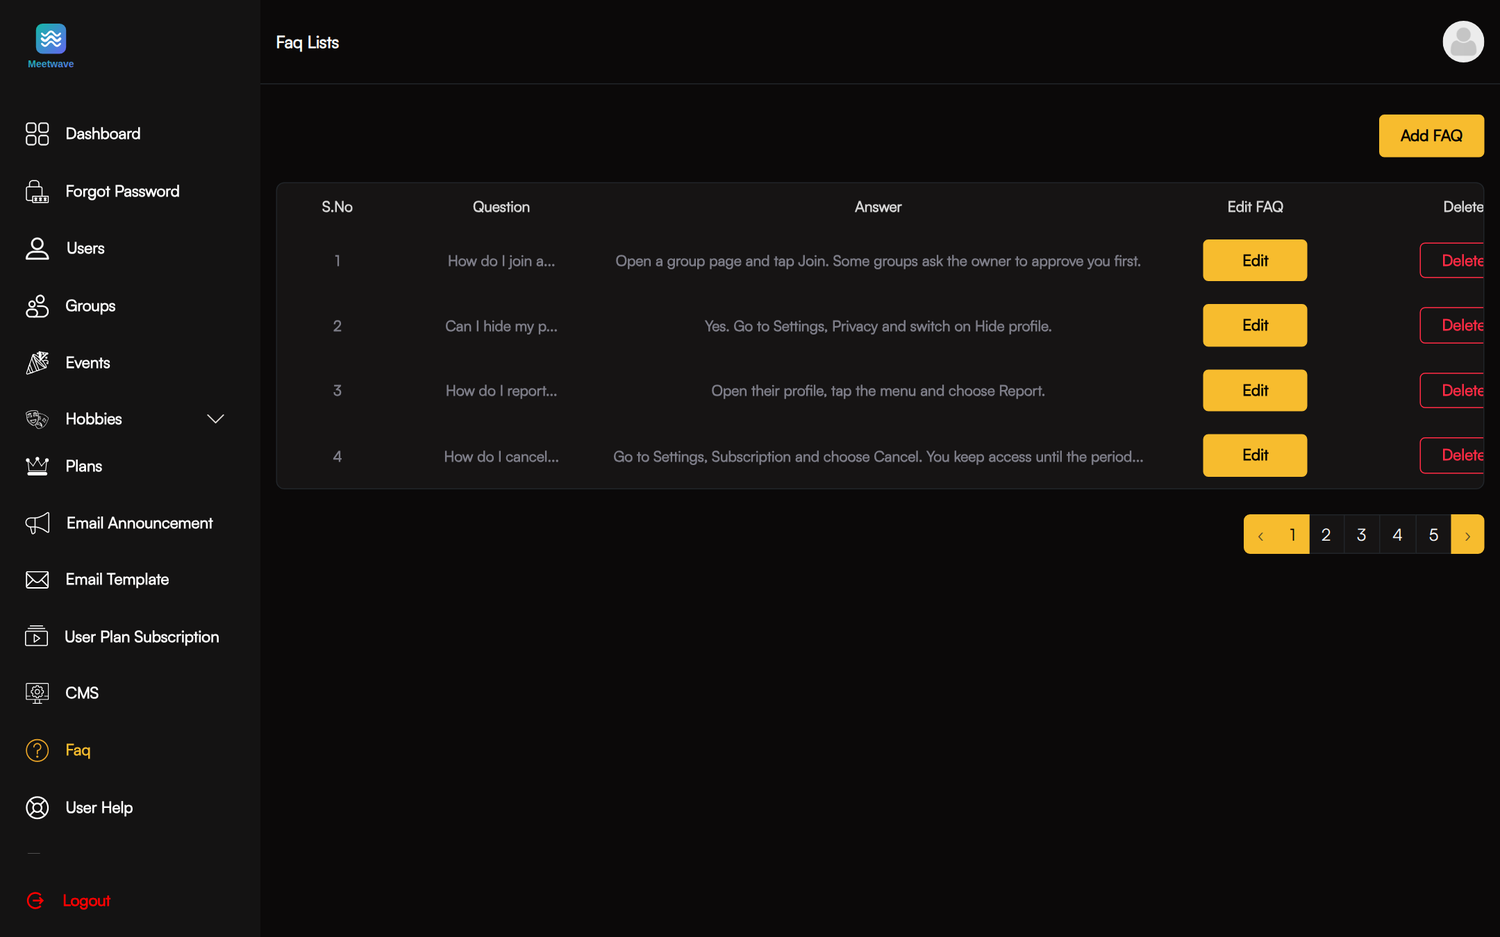 Meetwave
Faq Lists
Dashboard
Forgot Password
Users
Groups
Events
Hobbies
Plans
Email Announcement
Email Template
User Plan Subscription
CMS
Faq
User Help
Logout
Add FAQ
S.No Question Answer Edit FAQ Delete
1 How do I join a... Open a group page and tap Join. Some groups ask the owner to approve you first. Edit Delete
2 Can I hide my p... Yes. Go to Settings, Privacy and switch on Hide profile. Edit Delete
3 How do I report... Open their profile, tap the menu and choose Report. Edit Delete
4 How do I cancel... Go to Settings, Subscription and choose Cancel. You keep access until the period... Edit Delete
‹ 1 2 3 4 5 ›